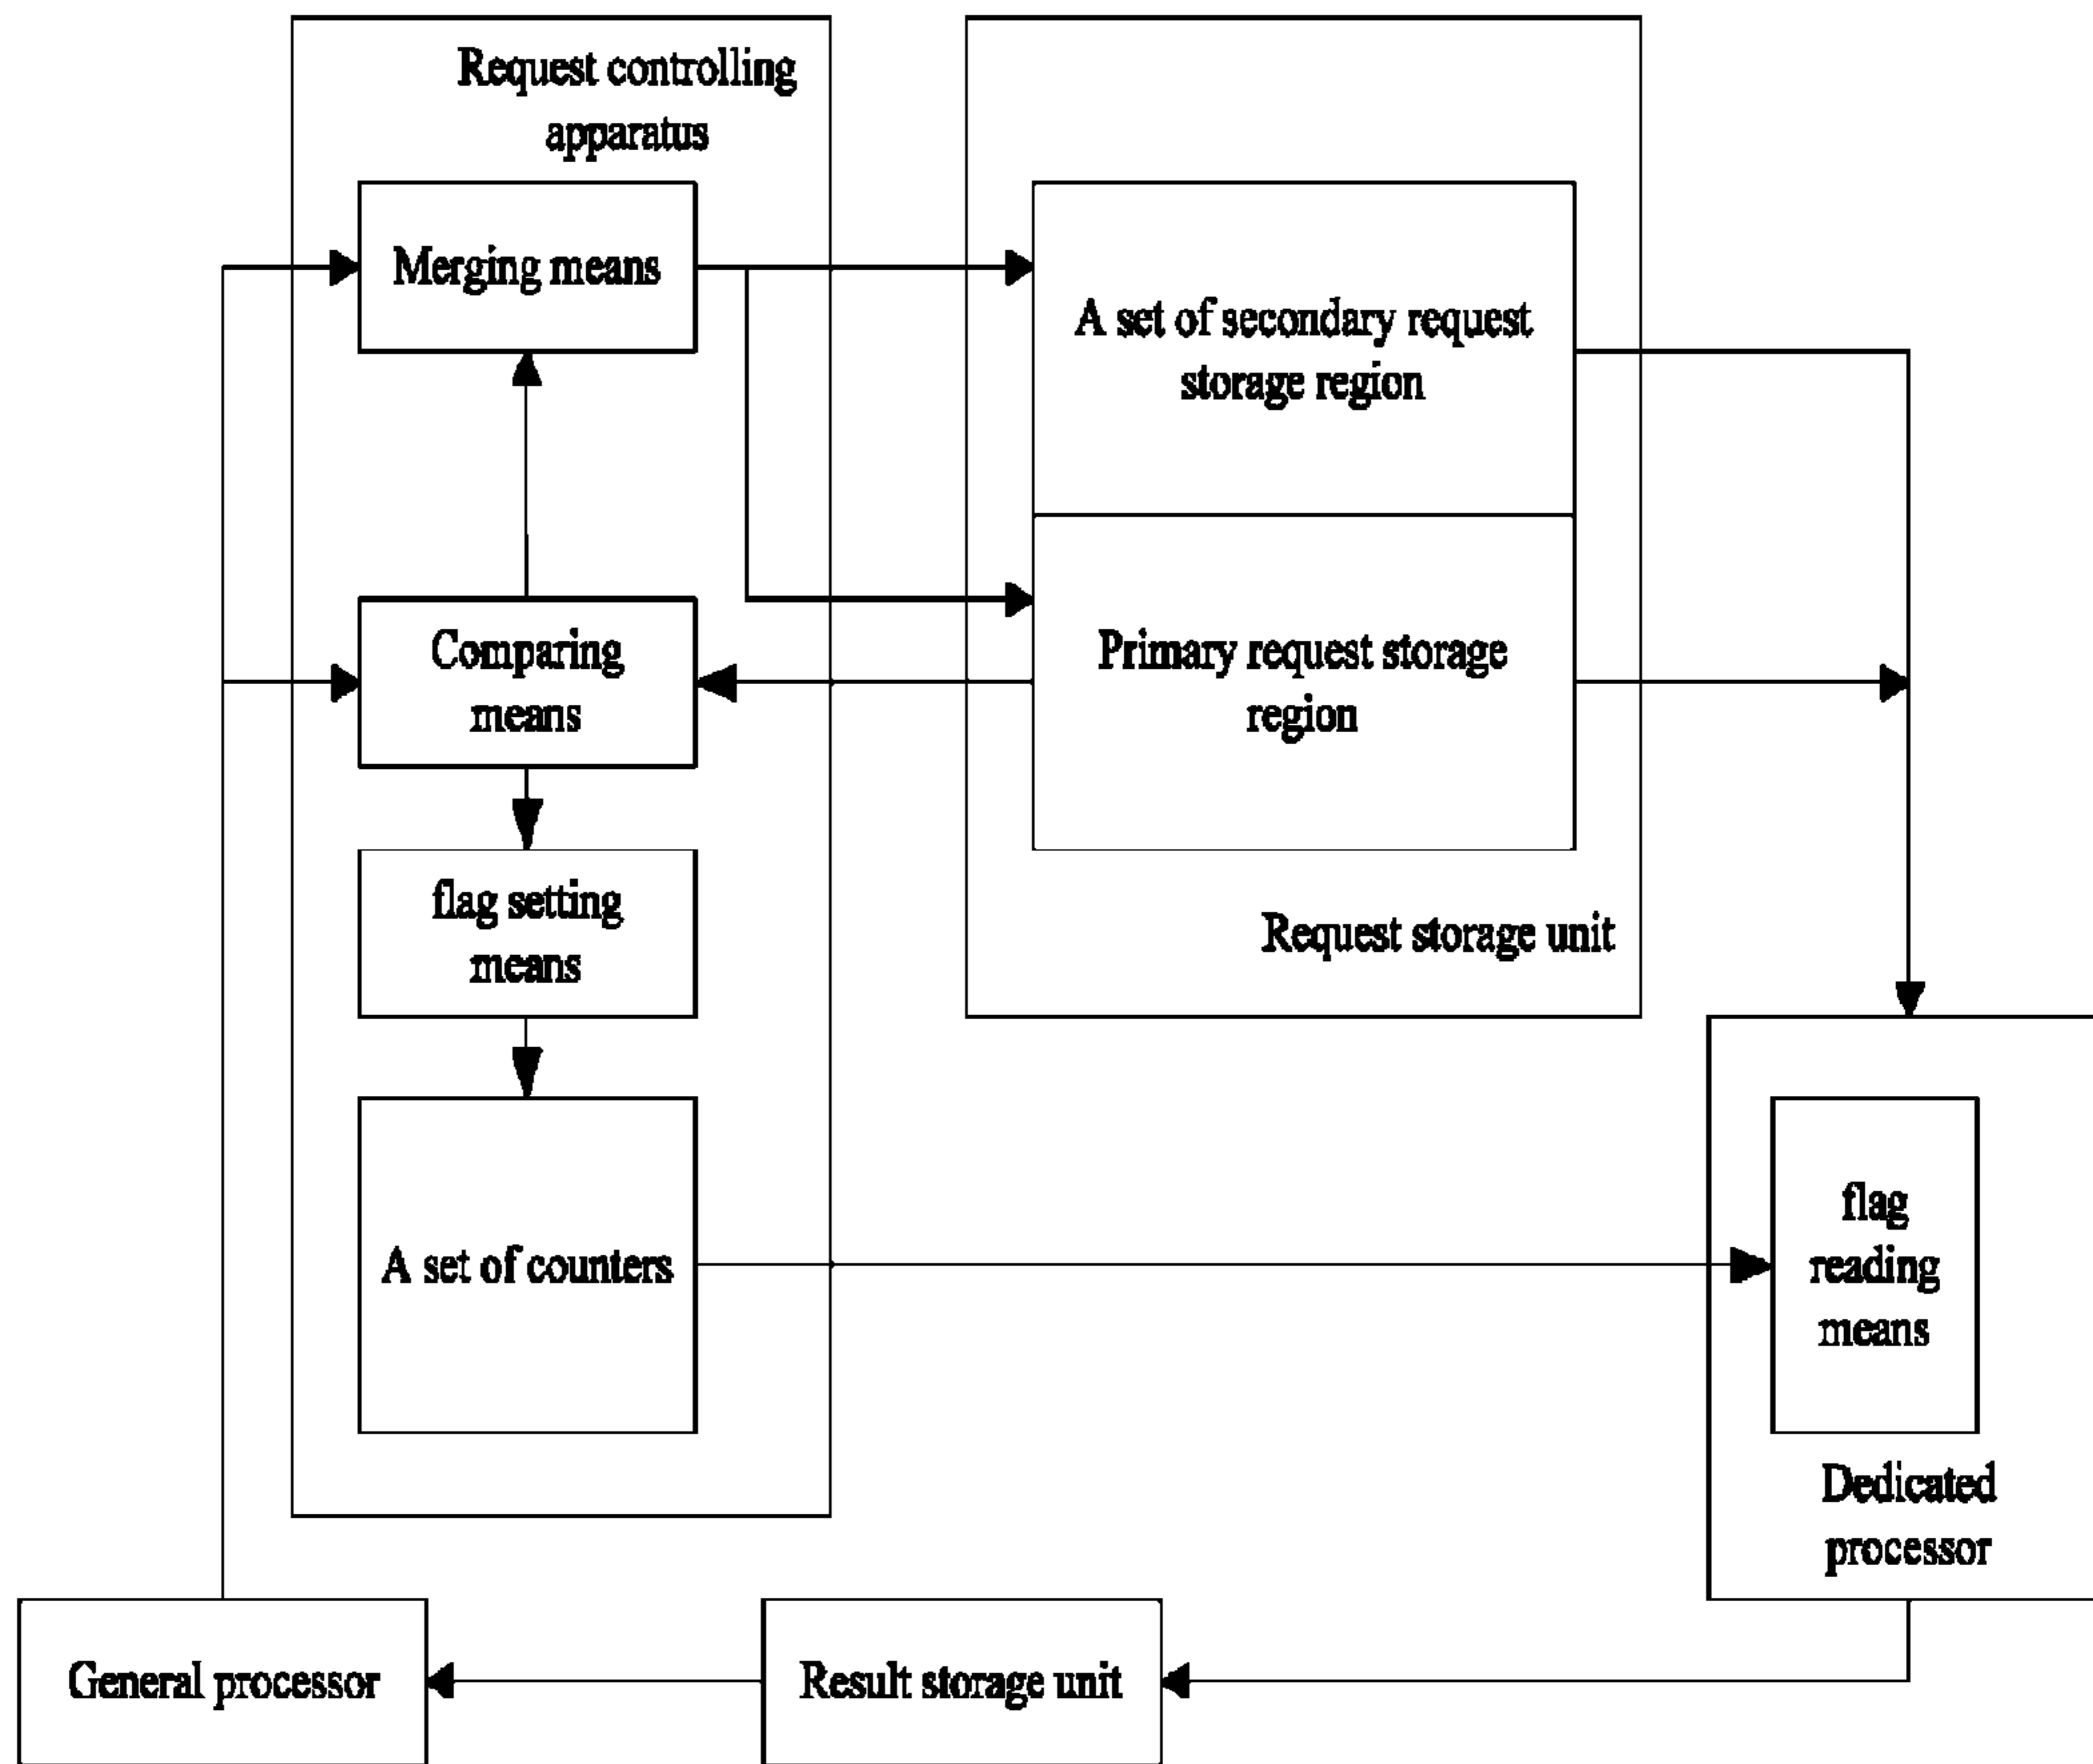 Request controlling
apparatus
Merging means
A set of secondary request
storage region
Comparing
means
Primary request storage
region
flag setting
means
Request storage unit
A set of counters
flag
reading
means
Dedicated
processor
General processor
Result storage unit